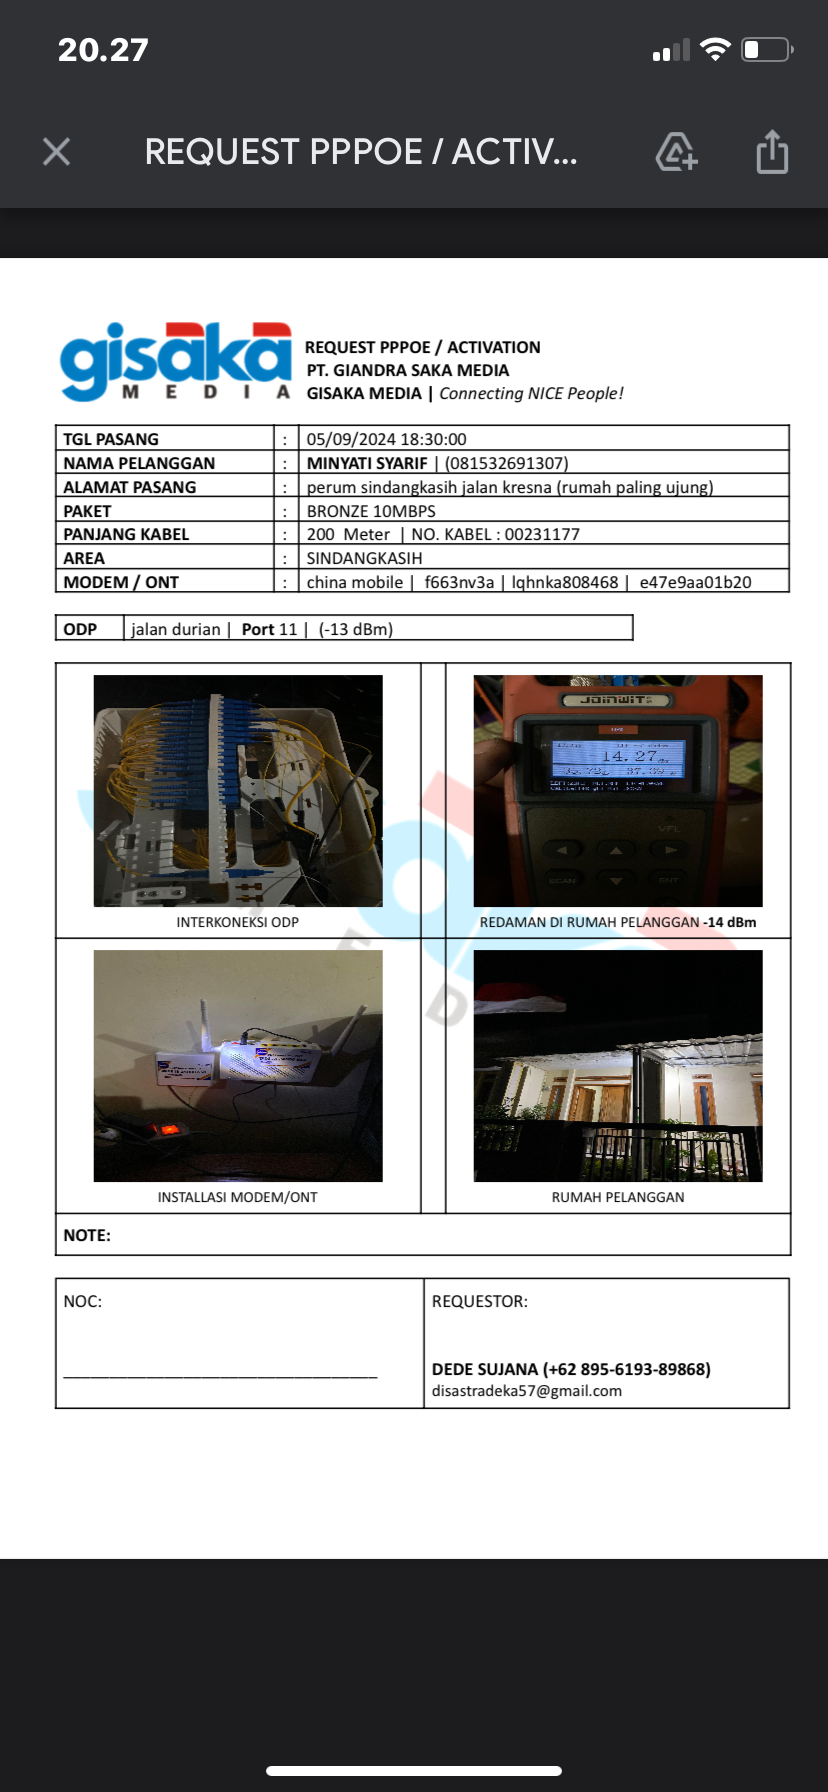 20.27
REQUEST PPPOE / ACTIV...
gisaka
MEDIA
REQUEST PPPOE / ACTIVATION
PT. GIANDRA SAKA MEDIA
GISAKA MEDIA | Connecting NICE People!
TGL PASANG : 05/09/2024 18:30:00
NAMA PELANGGAN : MINYATI SYARIF | (081532691307)
ALAMAT PASANG : perum sindangkasih jalan kresna (rumah paling ujung)
PAKET : BRONZE 10MBPS
PANJANG KABEL : 200 Meter | NO. KABEL : 00231177
AREA : SINDANGKASIH
MODEM / ONT : china mobile | f663nv3a | lqhnka808468 | e47e9aa01b20
ODP jalan durian | Port 11 | (-13 dBm)
JOINWIT
14.27
VFL
SCAN ENT
INTERKONEKSI ODP
REDAMAN DI RUMAH PELANGGAN -14 dBm
INSTALLASI MODEM/ONT
RUMAH PELANGGAN
NOTE:
NOC:
REQUESTOR:
DEDE SUJANA (+62 895-6193-89868)
disastradeka57@gmail.com